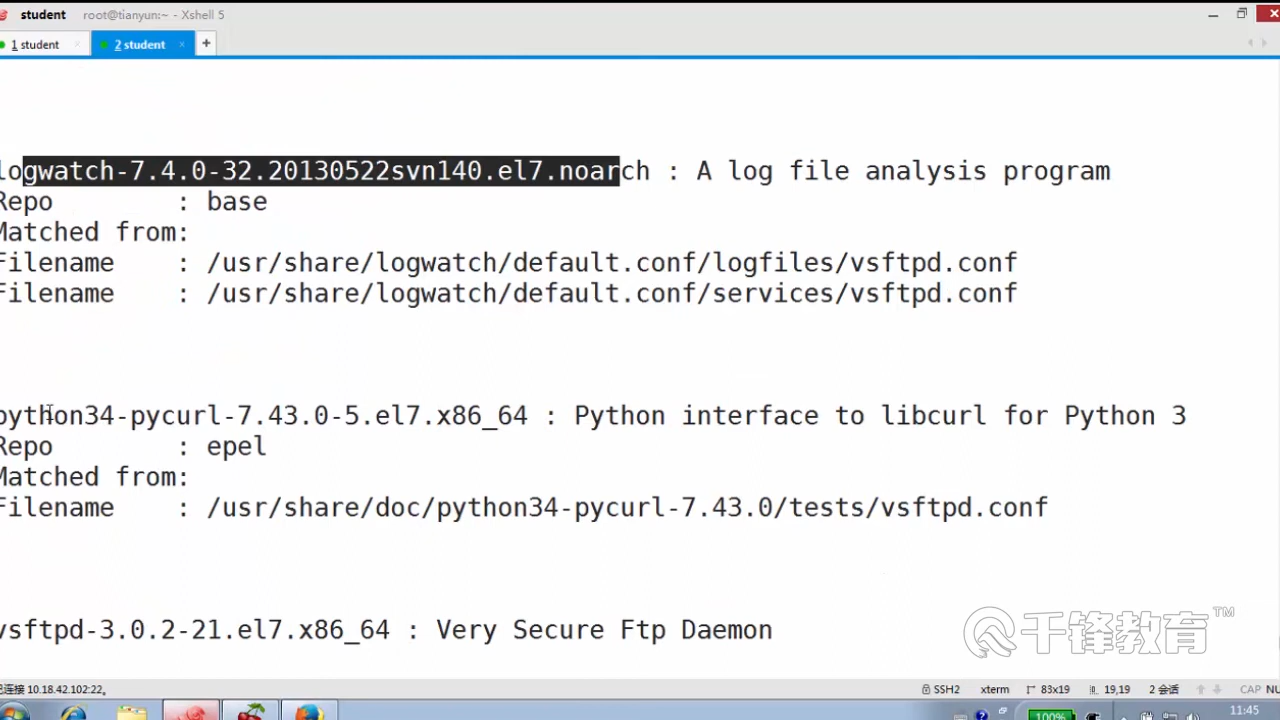 student root@tianyun:~ - Xshell 5
1 student × 2 student × +
logwatch-7.4.0-32.20130522svn140.el7.noarch : A log file analysis program
Repo : base
Matched from:
Filename : /usr/share/logwatch/default.conf/logfiles/vsftpd.conf
Filename : /usr/share/logwatch/default.conf/services/vsftpd.conf
python34-pycurl-7.43.0-5.el7.x86_64 : Python interface to libcurl for Python 3
Repo : epel
Matched from:
Filename : /usr/share/doc/python34-pycurl-7.43.0/tests/vsftpd.conf
vsftpd-3.0.2-21.el7.x86_64 : Very Secure Ftp Daemon
千锋教育™
已连接 10.18.42.102:22。 SSH2 xterm 83x19 19,19 2 会话 CAP NU
100% 11:45